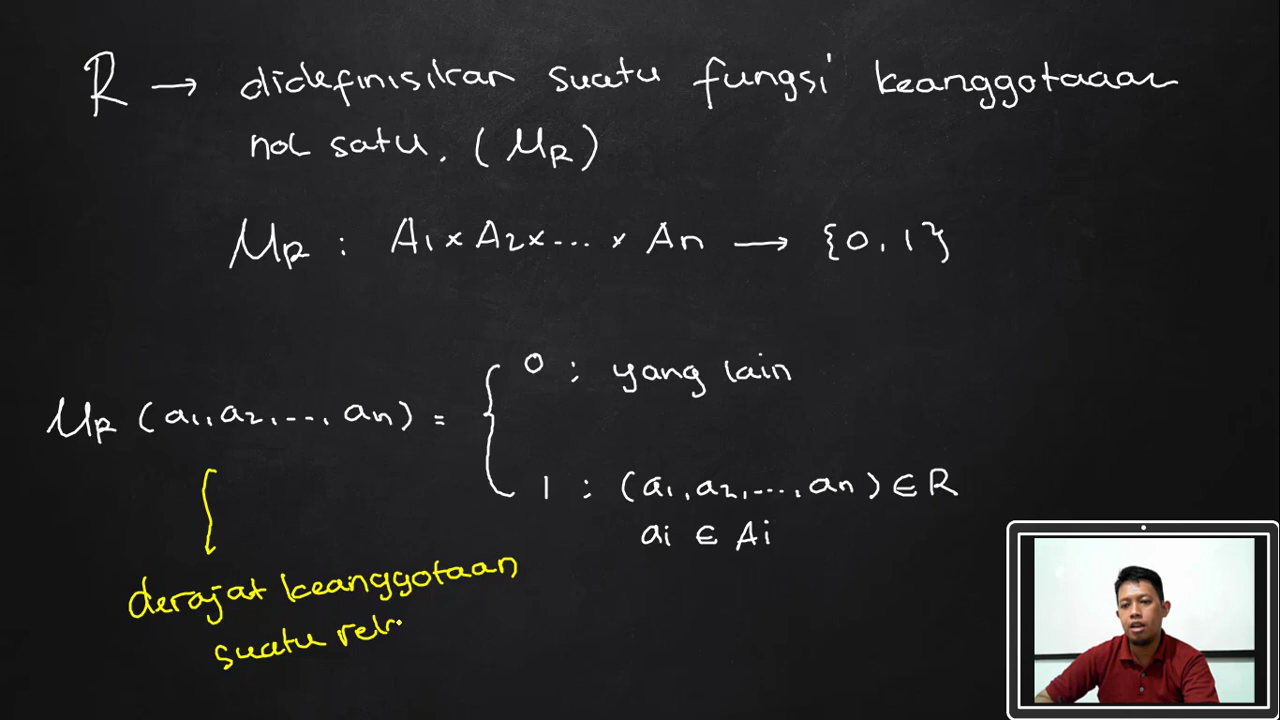 R → didefinisikan suatu fungsi keanggotaaan
nol satu. (μR)
μR : A1 × A2 × ... × An → {0, 1}
μR (a1, a2, ..., an) = { 0 : yang lain
1 : (a1, a2, ..., an) ∈ R
ai ∈ Ai
derajat keanggotaan
suatu rel